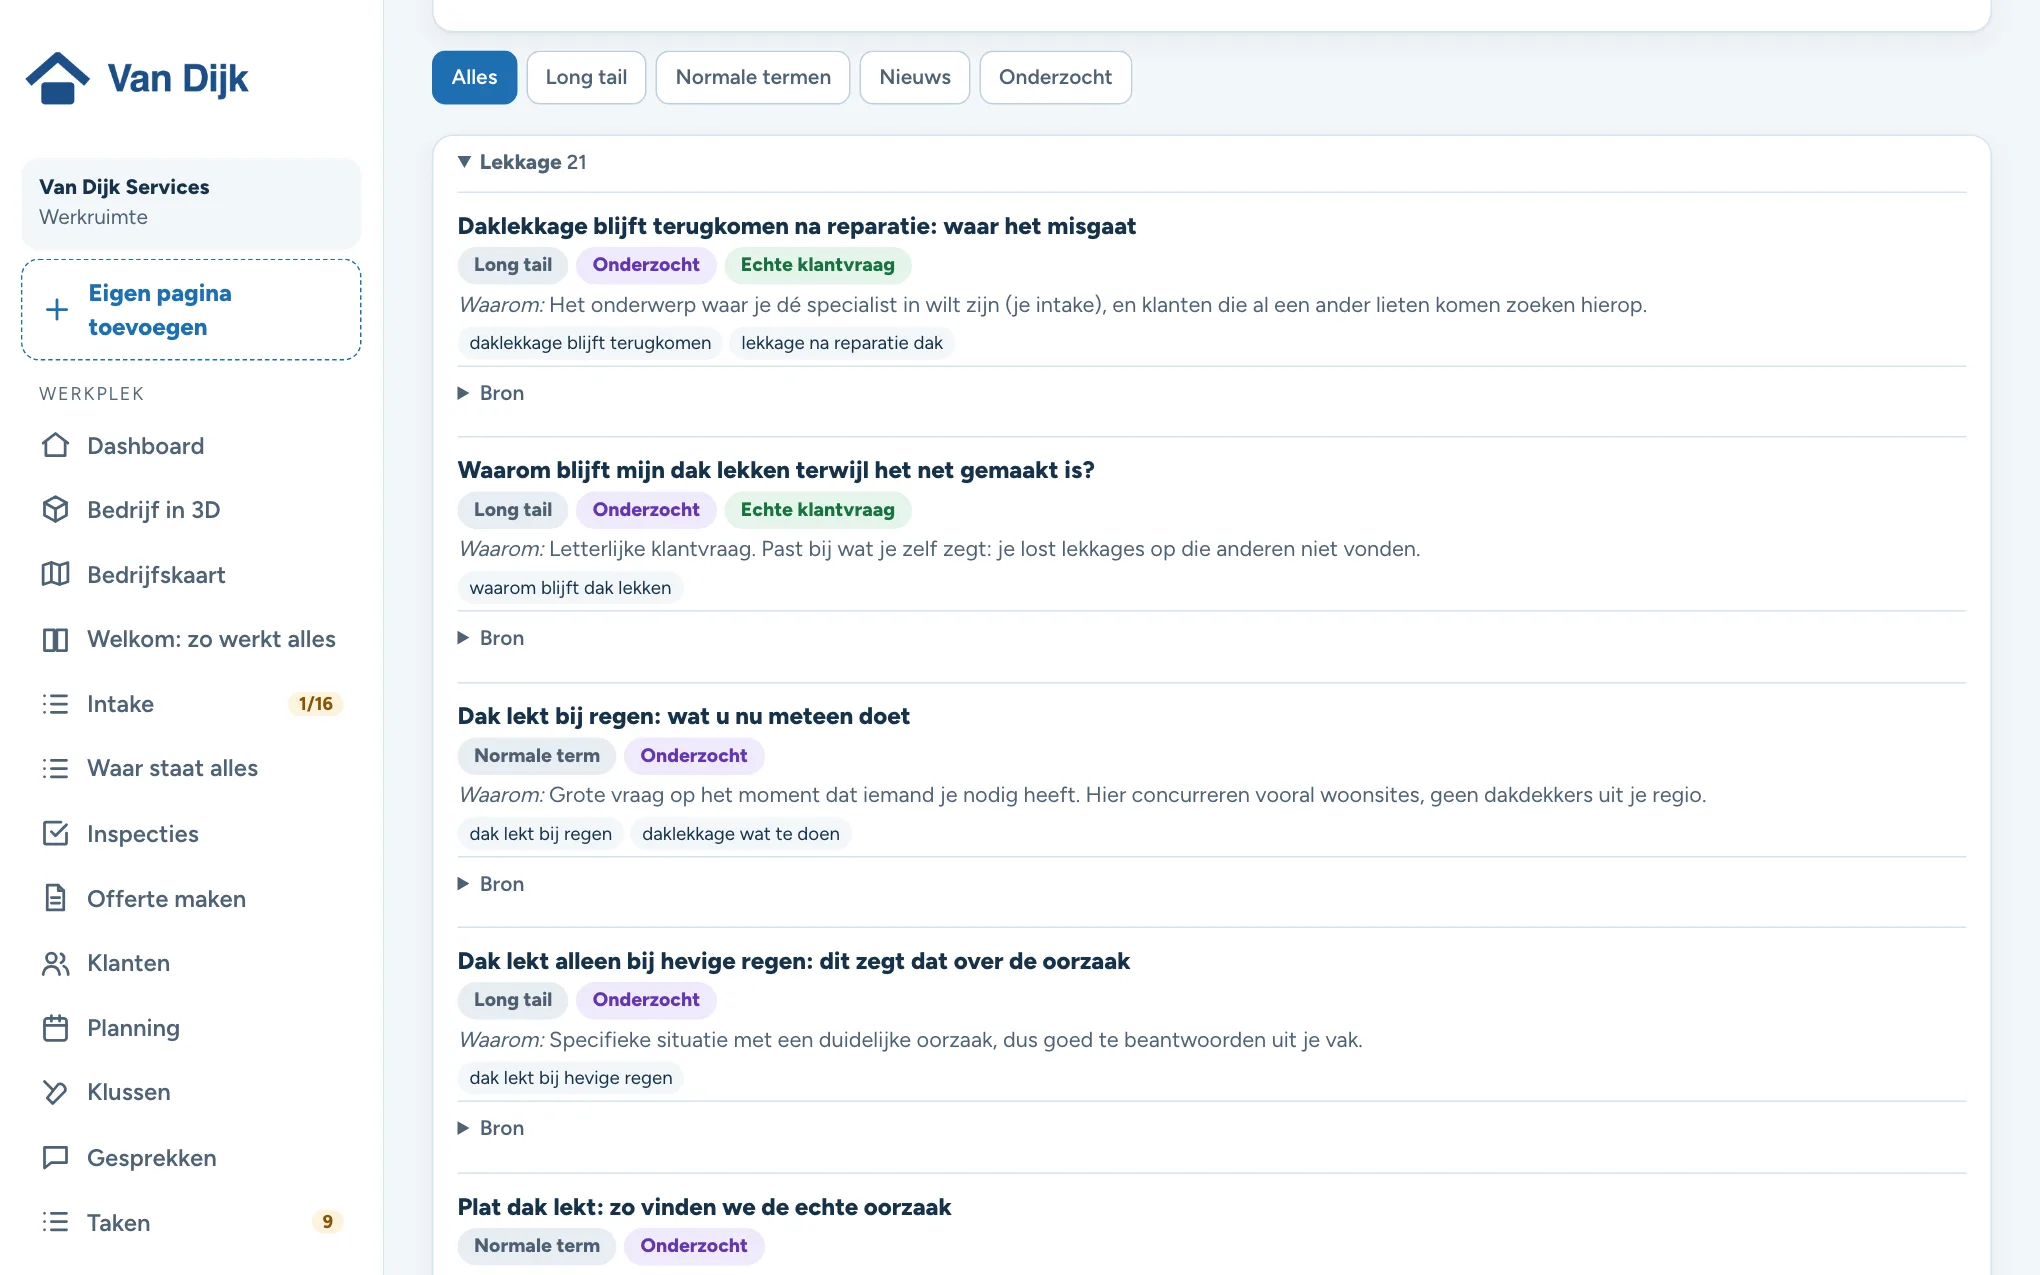 Van Dijk
Van Dijk Services
Werkruimte
Eigen pagina
toevoegen
WERKPLEK
Dashboard
Bedrijf in 3D
Bedrijfskaart
Welkom: zo werkt alles
Intake 1/16
Waar staat alles
Inspecties
Offerte maken
Klanten
Planning
Klussen
Gesprekken
Taken 9
Alles Long tail Normale termen Nieuws Onderzocht
Lekkage 21
Daklekkage blijft terugkomen na reparatie: waar het misgaat
Long tail Onderzocht Echte klantvraag
Waarom: Het onderwerp waar je dé specialist in wilt zijn (je intake), en klanten die al een ander lieten komen zoeken hierop.
daklekkage blijft terugkomen lekkage na reparatie dak
Bron
Waarom blijft mijn dak lekken terwijl het net gemaakt is?
Long tail Onderzocht Echte klantvraag
Waarom: Letterlijke klantvraag. Past bij wat je zelf zegt: je lost lekkages op die anderen niet vonden.
waarom blijft dak lekken
Bron
Dak lekt bij regen: wat u nu meteen doet
Normale term Onderzocht
Waarom: Grote vraag op het moment dat iemand je nodig heeft. Hier concurreren vooral woonsites, geen dakdekkers uit je regio.
dak lekt bij regen daklekkage wat te doen
Bron
Dak lekt alleen bij hevige regen: dit zegt dat over de oorzaak
Long tail Onderzocht
Waarom: Specifieke situatie met een duidelijke oorzaak, dus goed te beantwoorden uit je vak.
dak lekt bij hevige regen
Bron
Plat dak lekt: zo vinden we de echte oorzaak
Normale term Onderzocht